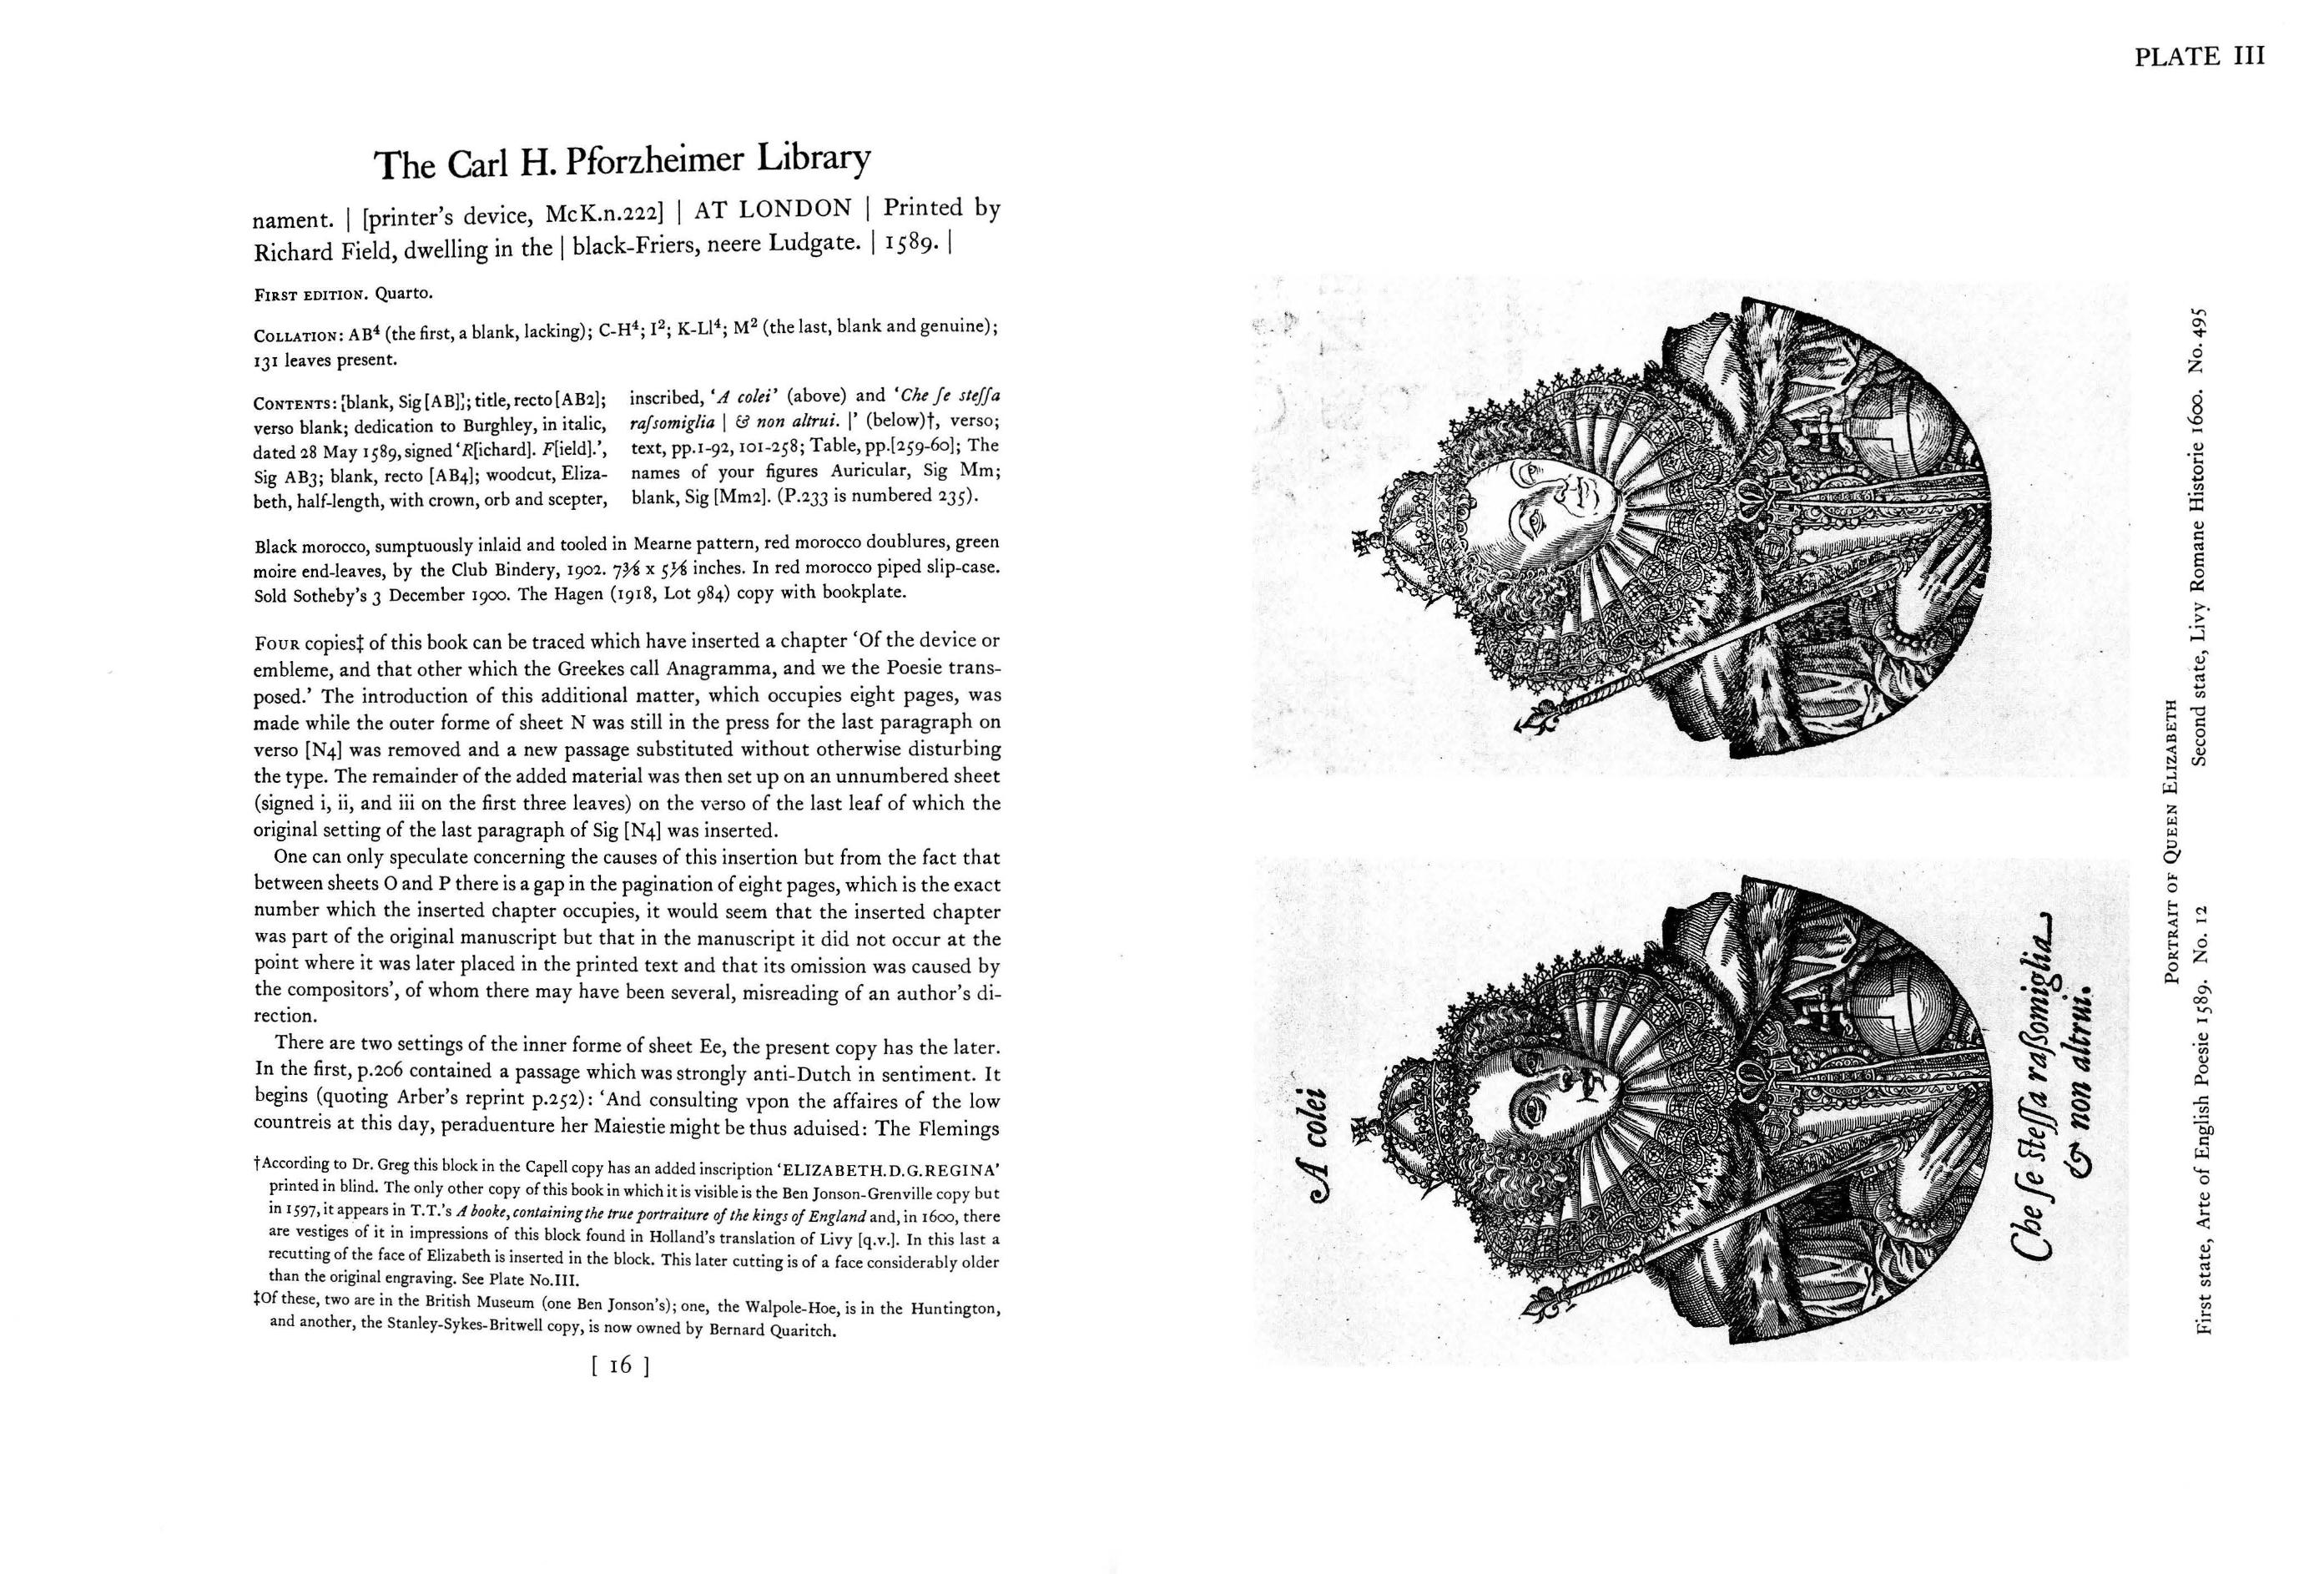 The Carl H. Pforzheimer Library
nament. | [printer's device, McK.n.222] | AT LONDON | Printed by
Richard Field, dwelling in the | black-Friers, neere Ludgate. | 1589. |
FIRST EDITION. Quarto.
COLLATION: AB⁴ (the first, a blank, lacking); C-H⁴; I²; K-Ll⁴; M² (the last, blank and genuine);
131 leaves present.
CONTENTS: [blank, Sig [AB]]; title, recto [AB2];
verso blank; dedication to Burghley, in italic,
dated 28 May 1589, signed 'R[ichard]. F[ield].',
Sig AB3; blank, recto [AB4]; woodcut, Eliza-
beth, half-length, with crown, orb and scepter,
inscribed, 'A colei' (above) and 'Che ſe steſſa
raſsomiglia | & non altrui. |' (below)†, verso;
text, pp.1-92, 101-258; Table, pp.[259-60]; The
names of your figures Auricular, Sig Mm;
blank, Sig [Mm2]. (P.233 is numbered 235).
Black morocco, sumptuously inlaid and tooled in Mearne pattern, red morocco doublures, green
moire end-leaves, by the Club Bindery, 1902. 7⅜ x 5⅛ inches. In red morocco piped slip-case.
Sold Sotheby's 3 December 1900. The Hagen (1918, Lot 984) copy with bookplate.
FOUR copies‡ of this book can be traced which have inserted a chapter 'Of the device or
embleme, and that other which the Greekes call Anagramma, and we the Poesie trans-
posed.' The introduction of this additional matter, which occupies eight pages, was
made while the outer forme of sheet N was still in the press for the last paragraph on
verso [N4] was removed and a new passage substituted without otherwise disturbing
the type. The remainder of the added material was then set up on an unnumbered sheet
(signed i, ii, and iii on the first three leaves) on the verso of the last leaf of which the
original setting of the last paragraph of Sig [N4] was inserted.
One can only speculate concerning the causes of this insertion but from the fact that
between sheets O and P there is a gap in the pagination of eight pages, which is the exact
number which the inserted chapter occupies, it would seem that the inserted chapter
was part of the original manuscript but that in the manuscript it did not occur at the
point where it was later placed in the printed text and that its omission was caused by
the compositors', of whom there may have been several, misreading of an author's di-
rection.
There are two settings of the inner forme of sheet Ee, the present copy has the later.
In the first, p.206 contained a passage which was strongly anti-Dutch in sentiment. It
begins (quoting Arber's reprint p.252): 'And consulting vpon the affaires of the low
countreis at this day, peraduenture her Maiestie might be thus aduised: The Flemings
†According to Dr. Greg this block in the Capell copy has an added inscription 'ELIZABETH.D.G.REGINA'
printed in blind. The only other copy of this book in which it is visible is the Ben Jonson-Grenville copy but
in 1597, it appears in T.T.'s A booke, containing the true portraiture of the kings of England and, in 1600, there
are vestiges of it in impressions of this block found in Holland's translation of Livy [q.v.]. In this last a
recutting of the face of Elizabeth is inserted in the block. This later cutting is of a face considerably older
than the original engraving. See Plate No.III.
‡Of these, two are in the British Museum (one Ben Jonson's); one, the Walpole-Hoe, is in the Huntington,
and another, the Stanley-Sykes-Britwell copy, is now owned by Bernard Quaritch.
[ 16 ]
PLATE III
A colei
Che ſe steſſa raßomiglia
& non altrui.
PORTRAIT OF QUEEN ELIZABETH
First state, Arte of English Poesie 1589. No. 12
Second state, Livy Romane Historie 1600. No. 495